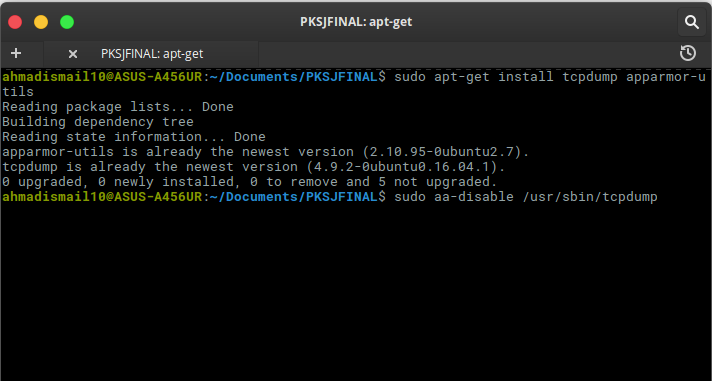 PKSJFINAL: apt-get
PKSJFINAL: apt-get
ahmadismail10@ASUS-A456UR:~/Documents/PKSJFINAL$ sudo apt-get install tcpdump apparmor-u
tils
Reading package lists... Done
Building dependency tree
Reading state information... Done
apparmor-utils is already the newest version (2.10.95-0ubuntu2.7).
tcpdump is already the newest version (4.9.2-0ubuntu0.16.04.1).
0 upgraded, 0 newly installed, 0 to remove and 5 not upgraded.
ahmadismail10@ASUS-A456UR:~/Documents/PKSJFINAL$ sudo aa-disable /usr/sbin/tcpdump